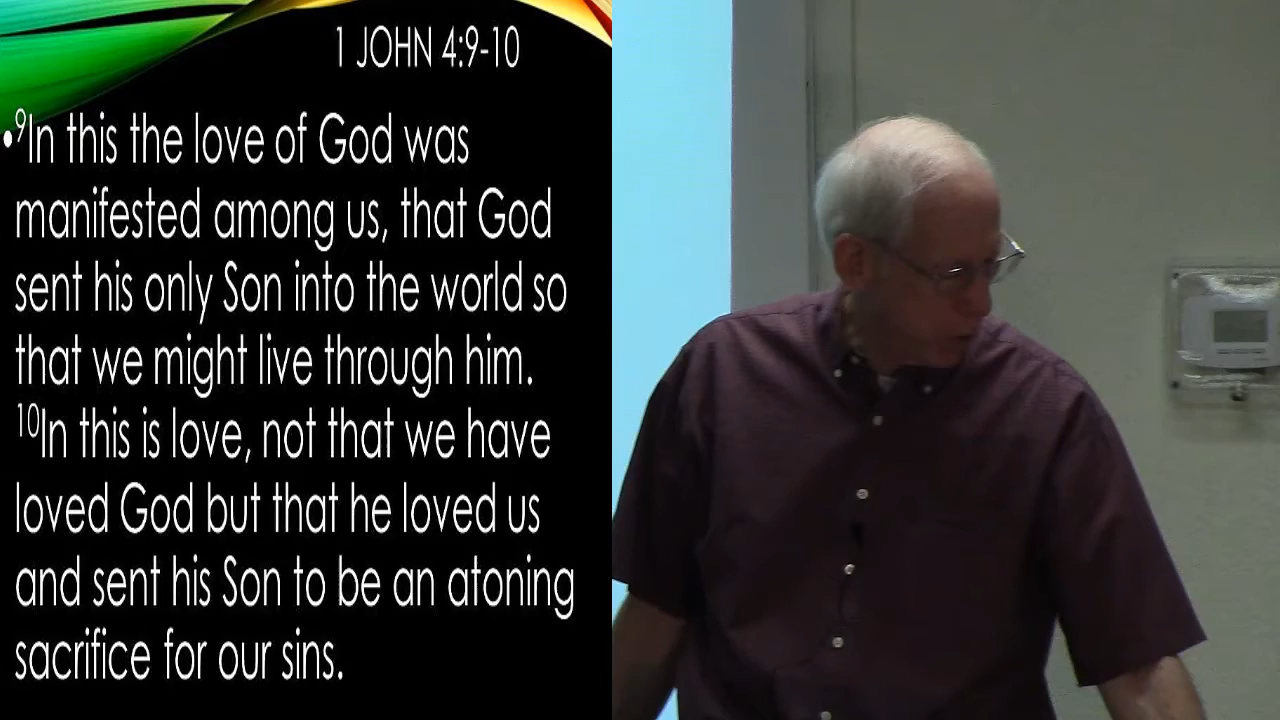 1 JOHN 4:9-10
•⁹In this the love of God was
manifested among us, that God
sent his only Son into the world so
that we might live through him.
¹⁰In this is love, not that we have
loved God but that he loved us
and sent his Son to be an atoning
sacrifice for our sins.